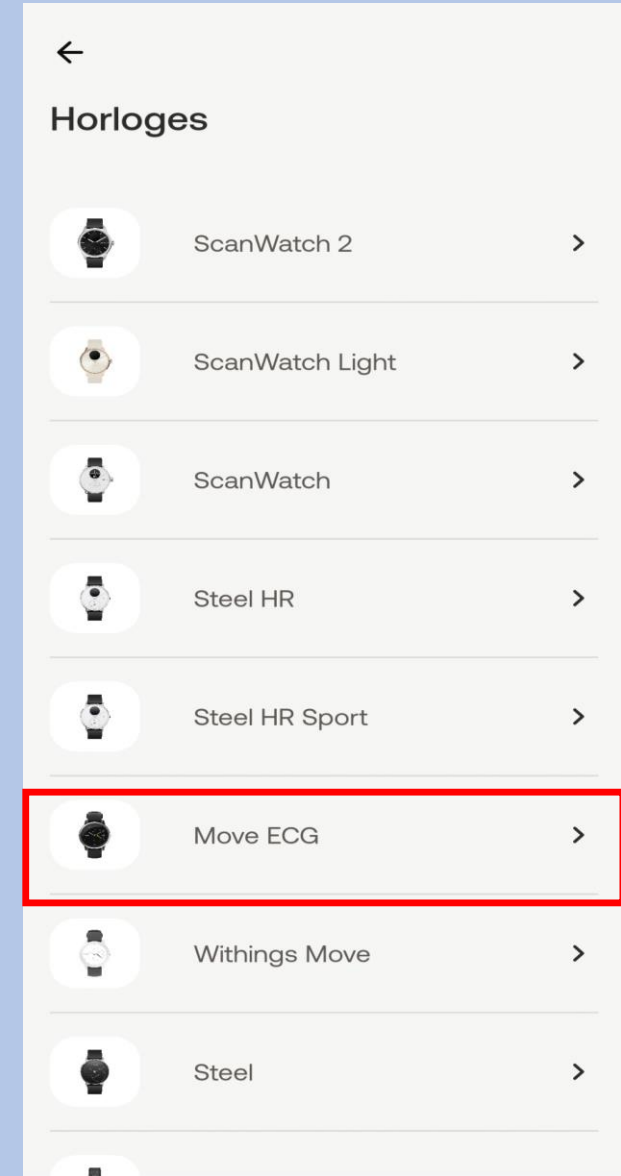 Horloges
ScanWatch 2
ScanWatch Light
ScanWatch
Steel HR
Steel HR Sport
Move ECG
Withings Move
Steel